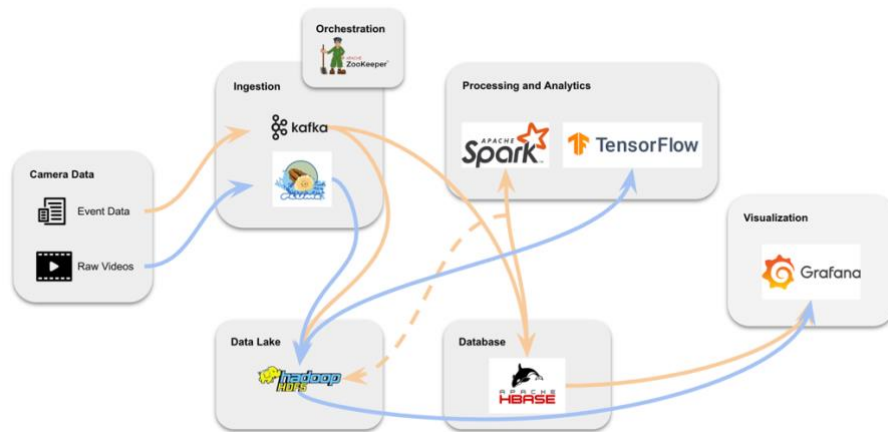 Orchestration
APACHE
ZooKeeper
Ingestion
kafka
Processing and Analytics
APACHE
Spark
TensorFlow
Camera Data
Event Data
Raw Videos
Visualization
Grafana
Data Lake
hadoop
HDFS
Database
APACHE
HBASE